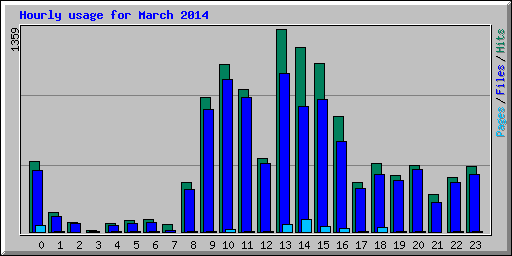 Hourly usage for March 2014
1359
Pages / Files / Hits
0 1 2 3 4 5 6 7 8 9 10 11 12 13 14 15 16 17 18 19 20 21 22 23